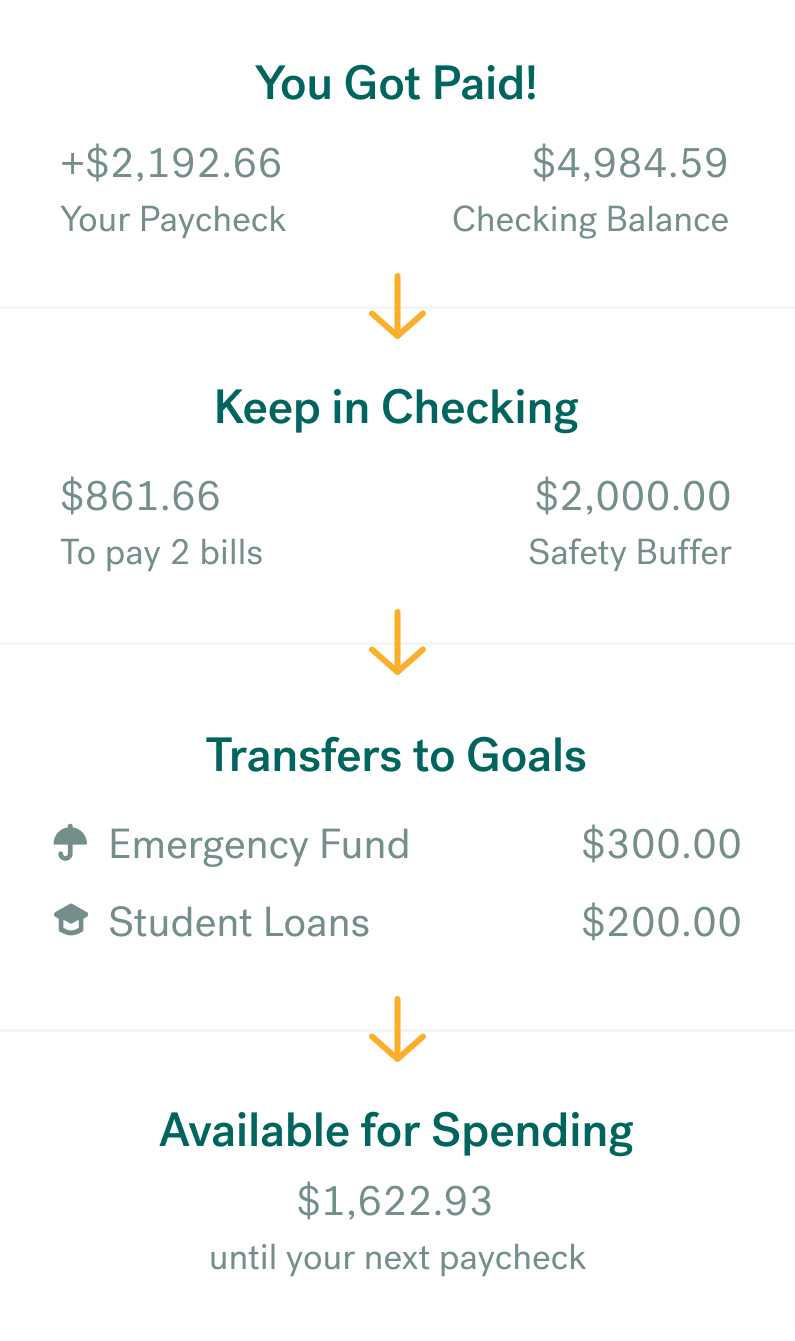 You Got Paid!
+$2,192.66 $4,984.59
Your Paycheck Checking Balance
Keep in Checking
$861.66 $2,000.00
To pay 2 bills Safety Buffer
Transfers to Goals
Emergency Fund $300.00
Student Loans $200.00
Available for Spending
$1,622.93
until your next paycheck